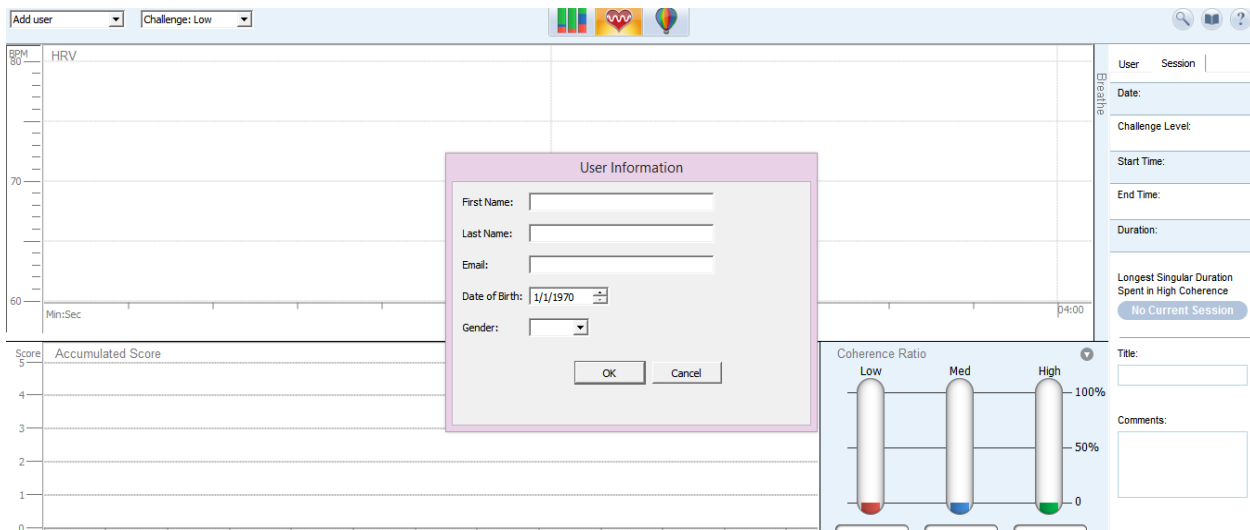 Add user
Challenge: Low
?
BPM
HRV
80
70
60
Min:Sec
04:00
Breathe
User Information
First Name:
Last Name:
Email:
Date of Birth: 1/1/1970
Gender:
OK Cancel
User Session
Date:
Challenge Level:
Start Time:
End Time:
Duration:
Longest Singular Duration
Spent in High Coherence
No Current Session
Title:
Comments:
Score
Accumulated Score
5
4
3
2
1
0
Coherence Ratio
Low Med High
100%
50%
0